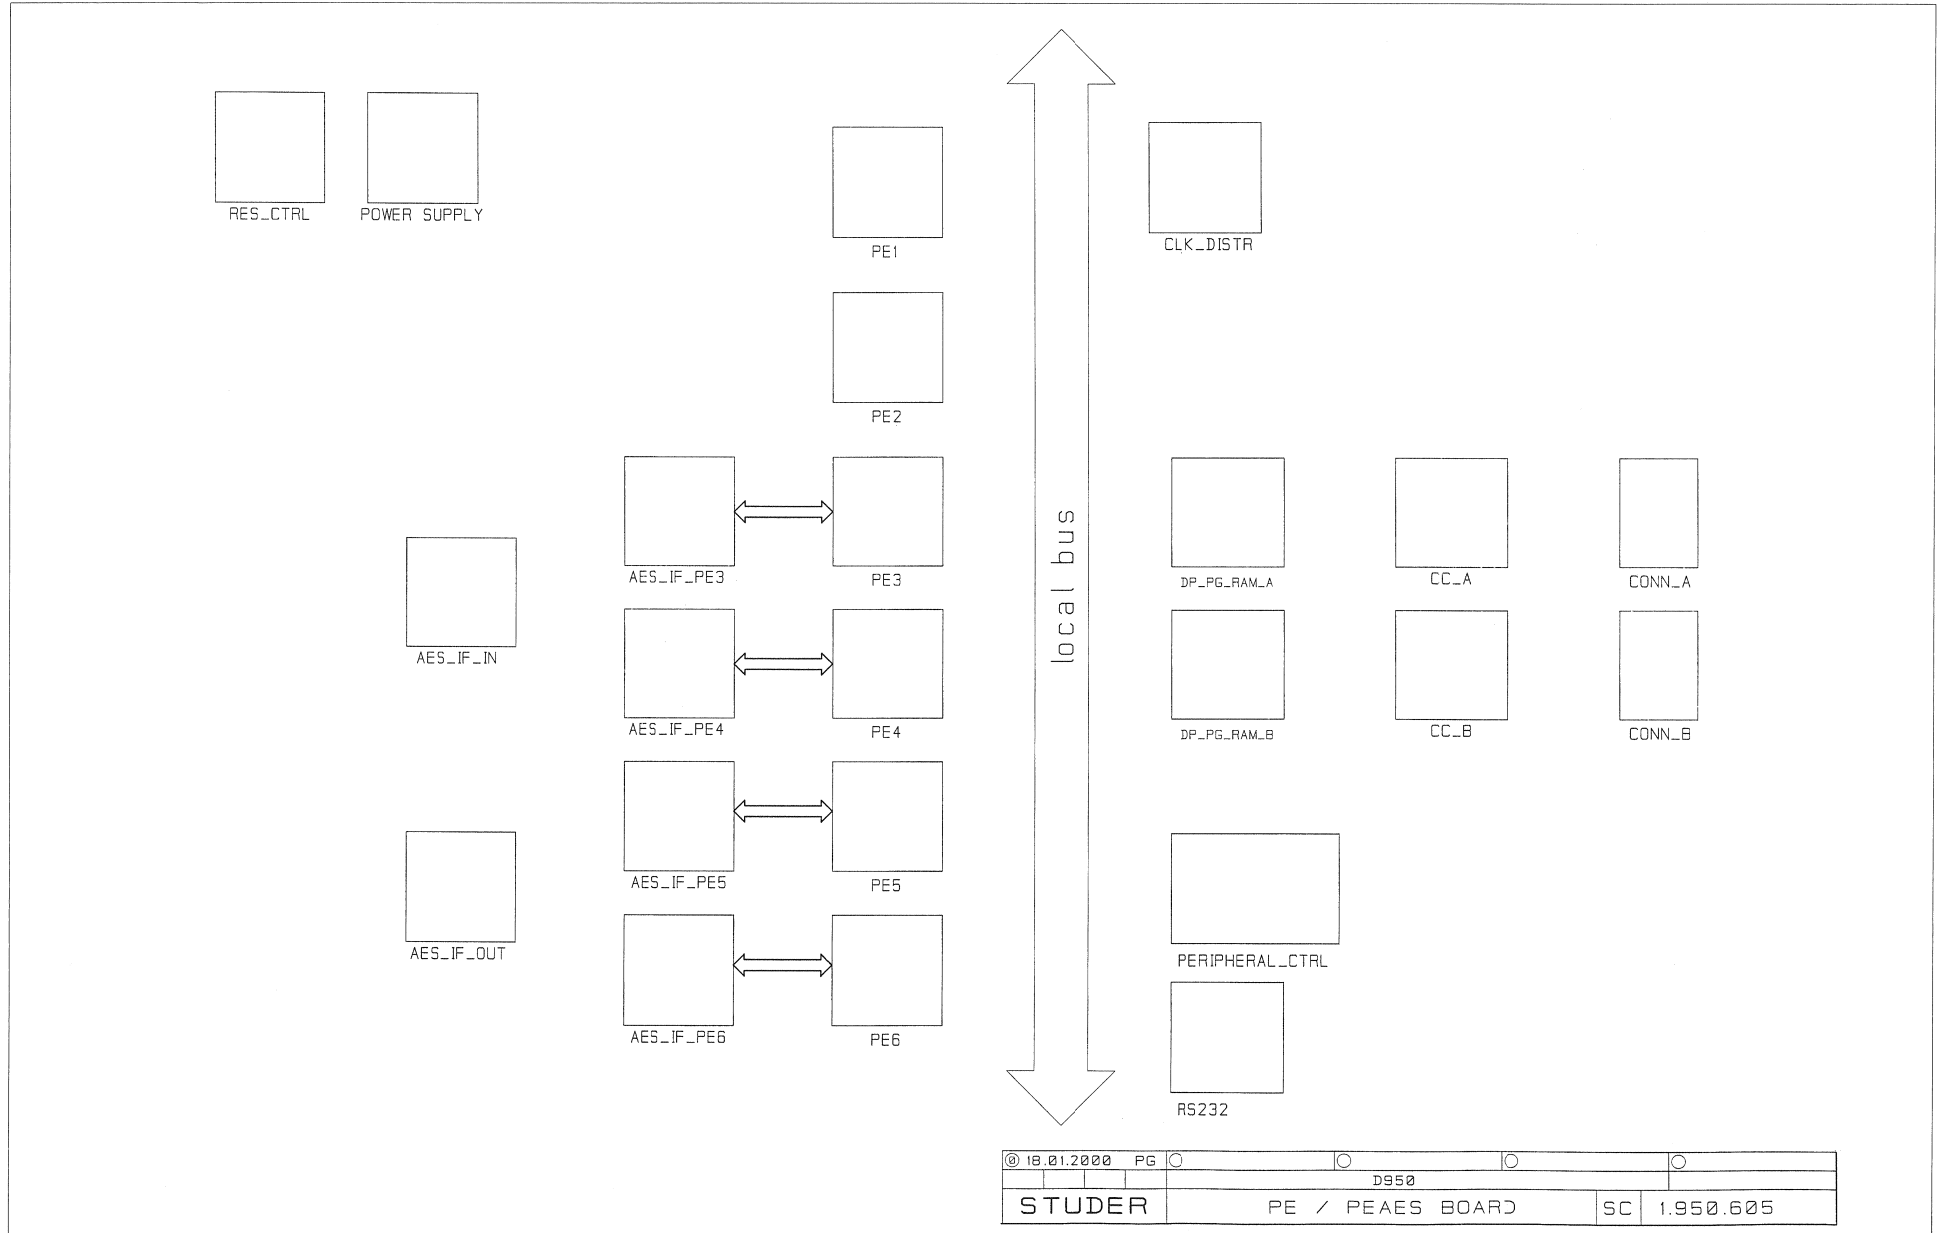 RES_CTRL
POWER SUPPLY
PE1
CLK_DISTR
PE2
local bus
AES_IF_PE3
PE3
DP_PG_RAM_A
CC_A
CONN_A
AES_IF_IN
AES_IF_PE4
PE4
DP_PG_RAM_B
CC_B
CONN_B
AES_IF_PE5
PE5
AES_IF_OUT
PERIPHERAL_CTRL
AES_IF_PE6
PE6
RS232
0 18.01.2000 PG
D950
STUDER PE / PEAES BOARD SC 1.950.605